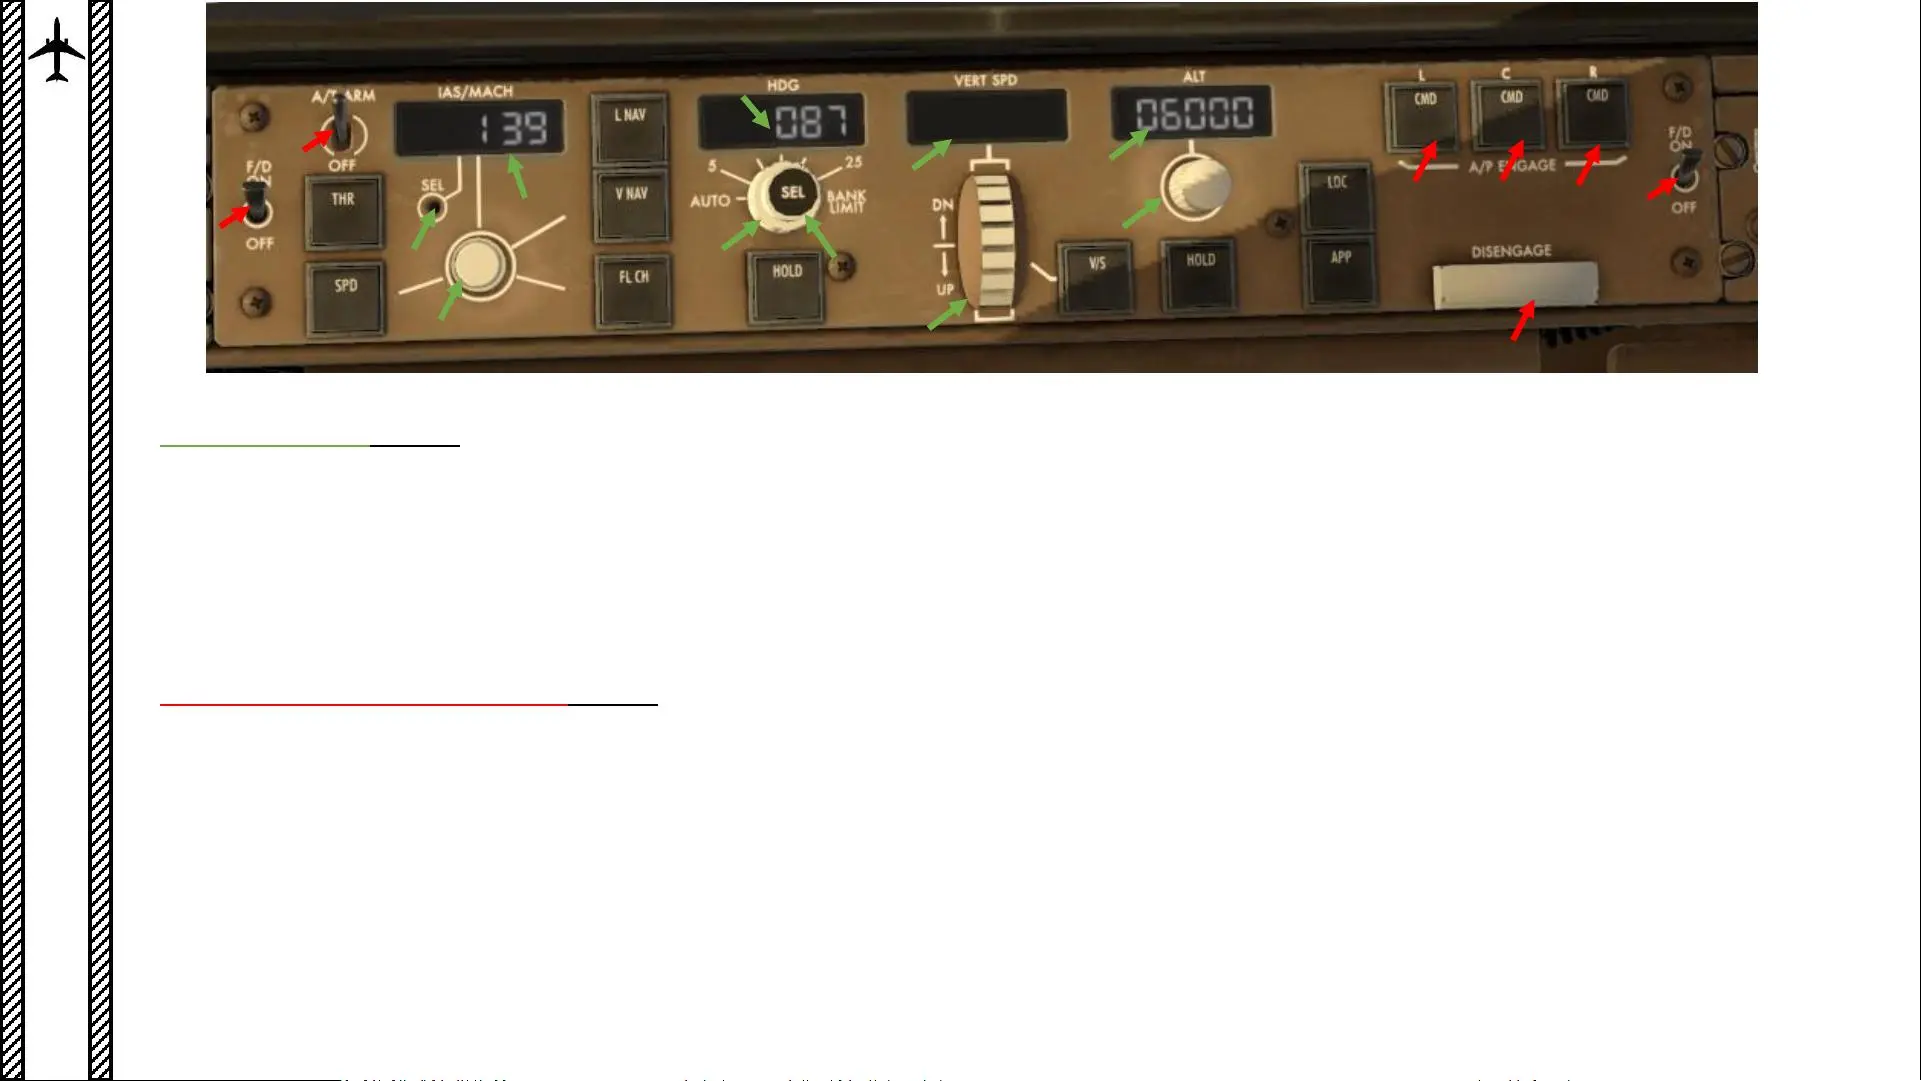 A/T ARM
OFF
F/D
ON
OFF
THR
SPD
IAS/MACH
139
SEL
L NAV
V NAV
FL CH
HDG
087
5
25
AUTO
SEL
BANK
LIMIT
HOLD
VERT SPD
DN
UP
V/S
ALT
06000
HOLD
LOC
APP
L
C
R
CMD
CMD
CMD
A/P ENGAGE
DISENGAGE
F/D
ON
OFF